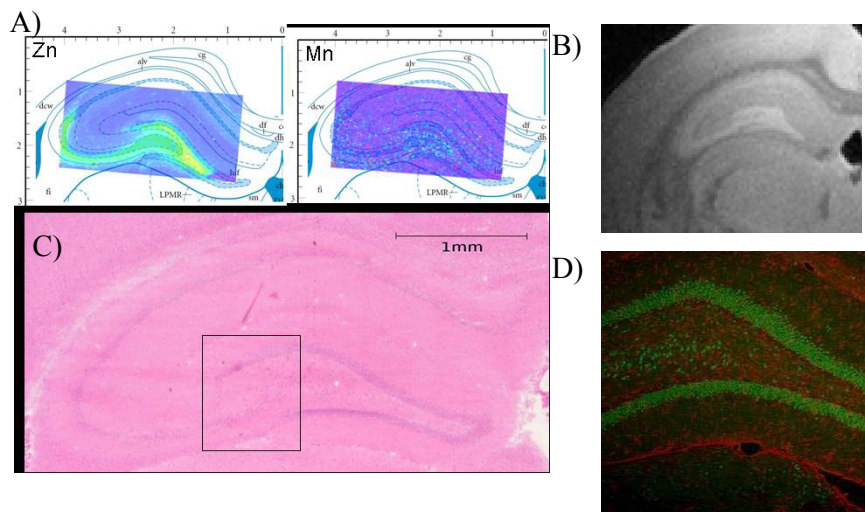 A)
Zn
4 3 2 1 0
cg
alv
1
dcw
df
2
dh
fi
LPMR
sm
3
Mn
4 3 2 1 0
cg
alv
1
dcw
df
2
dh
fi
LPMR
sm
3
B)
C)
1mm
D)